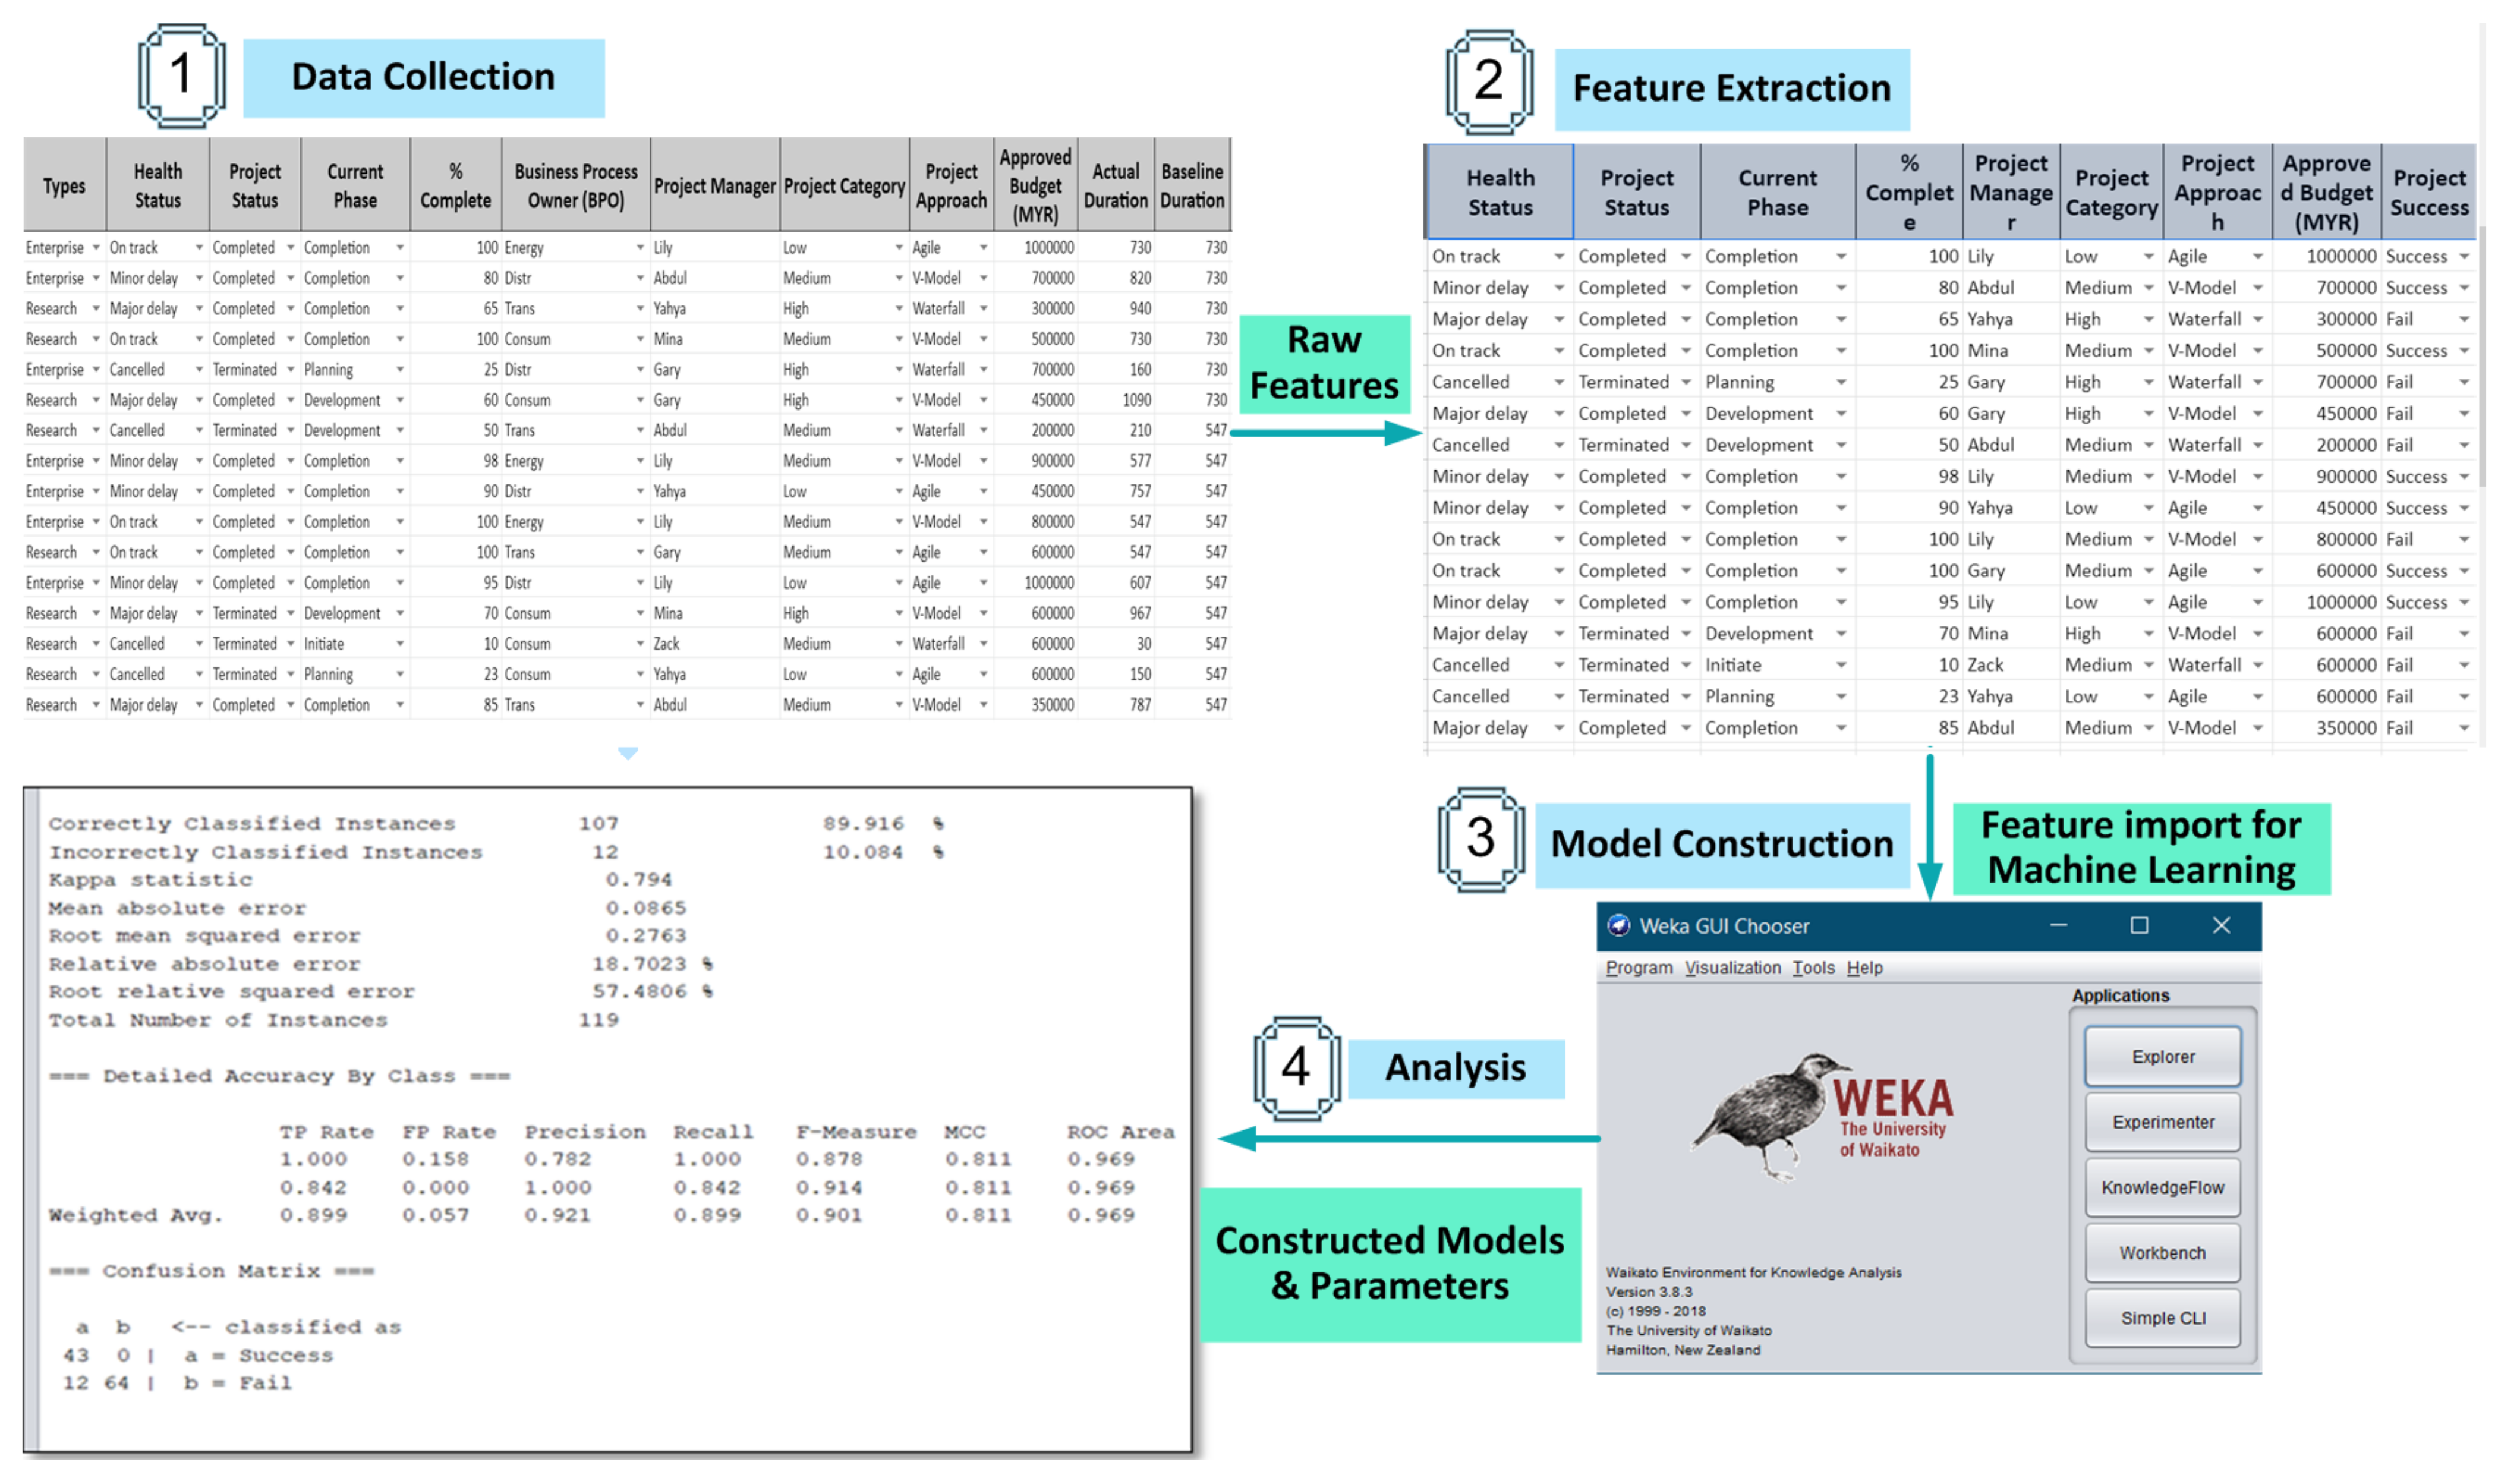 1
Data Collection
Types Health Status Project Status Current Phase % Complete Business Process Owner (BPO) Project Manager Project Category Project Approach Approved Budget (MYR) Actual Duration Baseline Duration
Enterprise On track Completed Completion 100 Energy Lily Low Agile 1000000 730 730
Enterprise Minor delay Completed Completion 80 Distr Abdul Medium V-Model 700000 820 730
Research Major delay Completed Completion 65 Trans Yahya High Waterfall 300000 940 730
Research On track Completed Completion 100 Consum Mina Medium V-Model 500000 730 730
Enterprise Cancelled Terminated Planning 25 Distr Gary High Waterfall 700000 160 730
Research Major delay Completed Development 60 Consum Gary High V-Model 450000 1090 730
Research Cancelled Terminated Development 50 Trans Abdul Medium Waterfall 200000 210 547
Enterprise Minor delay Completed Completion 98 Energy Lily Medium V-Model 900000 577 547
Enterprise Minor delay Completed Completion 90 Distr Yahya Low Agile 450000 757 547
Enterprise On track Completed Completion 100 Energy Lily Medium V-Model 800000 547 547
Research On track Completed Completion 100 Trans Gary Medium Agile 600000 547 547
Enterprise Minor delay Completed Completion 95 Distr Lily Low Agile 1000000 607 547
Research Major delay Terminated Development 70 Consum Mina High V-Model 600000 967 547
Research Cancelled Terminated Initiate 10 Consum Zack Medium Waterfall 600000 30 547
Research Cancelled Terminated Planning 23 Consum Yahya Low Agile 600000 150 547
Research Major delay Completed Completion 85 Trans Abdul Medium V-Model 350000 787 547
Raw
Features
2
Feature Extraction
Health Status Project Status Current Phase % Complet e Project Manage r Project Category Project Approac h Approve d Budget (MYR) Project Success
On track Completed Completion 100 Lily Low Agile 1000000 Success
Minor delay Completed Completion 80 Abdul Medium V-Model 700000 Success
Major delay Completed Completion 65 Yahya High Waterfall 300000 Fail
On track Completed Completion 100 Mina Medium V-Model 500000 Success
Cancelled Terminated Planning 25 Gary High Waterfall 700000 Fail
Major delay Completed Development 60 Gary High V-Model 450000 Fail
Cancelled Terminated Development 50 Abdul Medium Waterfall 200000 Fail
Minor delay Completed Completion 98 Lily Medium V-Model 900000 Success
Minor delay Completed Completion 90 Yahya Low Agile 450000 Success
On track Completed Completion 100 Lily Medium V-Model 800000 Fail
On track Completed Completion 100 Gary Medium Agile 600000 Success
Minor delay Completed Completion 95 Lily Low Agile 1000000 Success
Major delay Terminated Development 70 Mina High V-Model 600000 Fail
Cancelled Terminated Initiate 10 Zack Medium Waterfall 600000 Fail
Cancelled Terminated Planning 23 Yahya Low Agile 600000 Fail
Major delay Completed Completion 85 Abdul Medium V-Model 350000 Fail
3
Model Construction
Feature import for
Machine Learning
Weka GUI Chooser
Program Visualization Tools Help
Applications
Explorer
Experimenter
KnowledgeFlow
Workbench
Simple CLI
WEKA
The University
of Waikato
Waikato Environment for Knowledge Analysis
Version 3.8.3
(c) 1999 - 2018
The University of Waikato
Hamilton, New Zealand
4
Analysis
Constructed Models
& Parameters
Correctly Classified Instances 107 89.916 %
Incorrectly Classified Instances 12 10.084 %
Kappa statistic 0.794
Mean absolute error 0.0865
Root mean squared error 0.2763
Relative absolute error 18.7023 %
Root relative squared error 57.4806 %
Total Number of Instances 119
=== Detailed Accuracy By Class ===
TP Rate FP Rate Precision Recall F-Measure MCC ROC Area
1.000 0.158 0.782 1.000 0.878 0.811 0.969
0.842 0.000 1.000 0.842 0.914 0.811 0.969
Weighted Avg. 0.899 0.057 0.921 0.899 0.901 0.811 0.969
=== Confusion Matrix ===
a b <-- classified as
43 0 | a = Success
12 64 | b = Fail